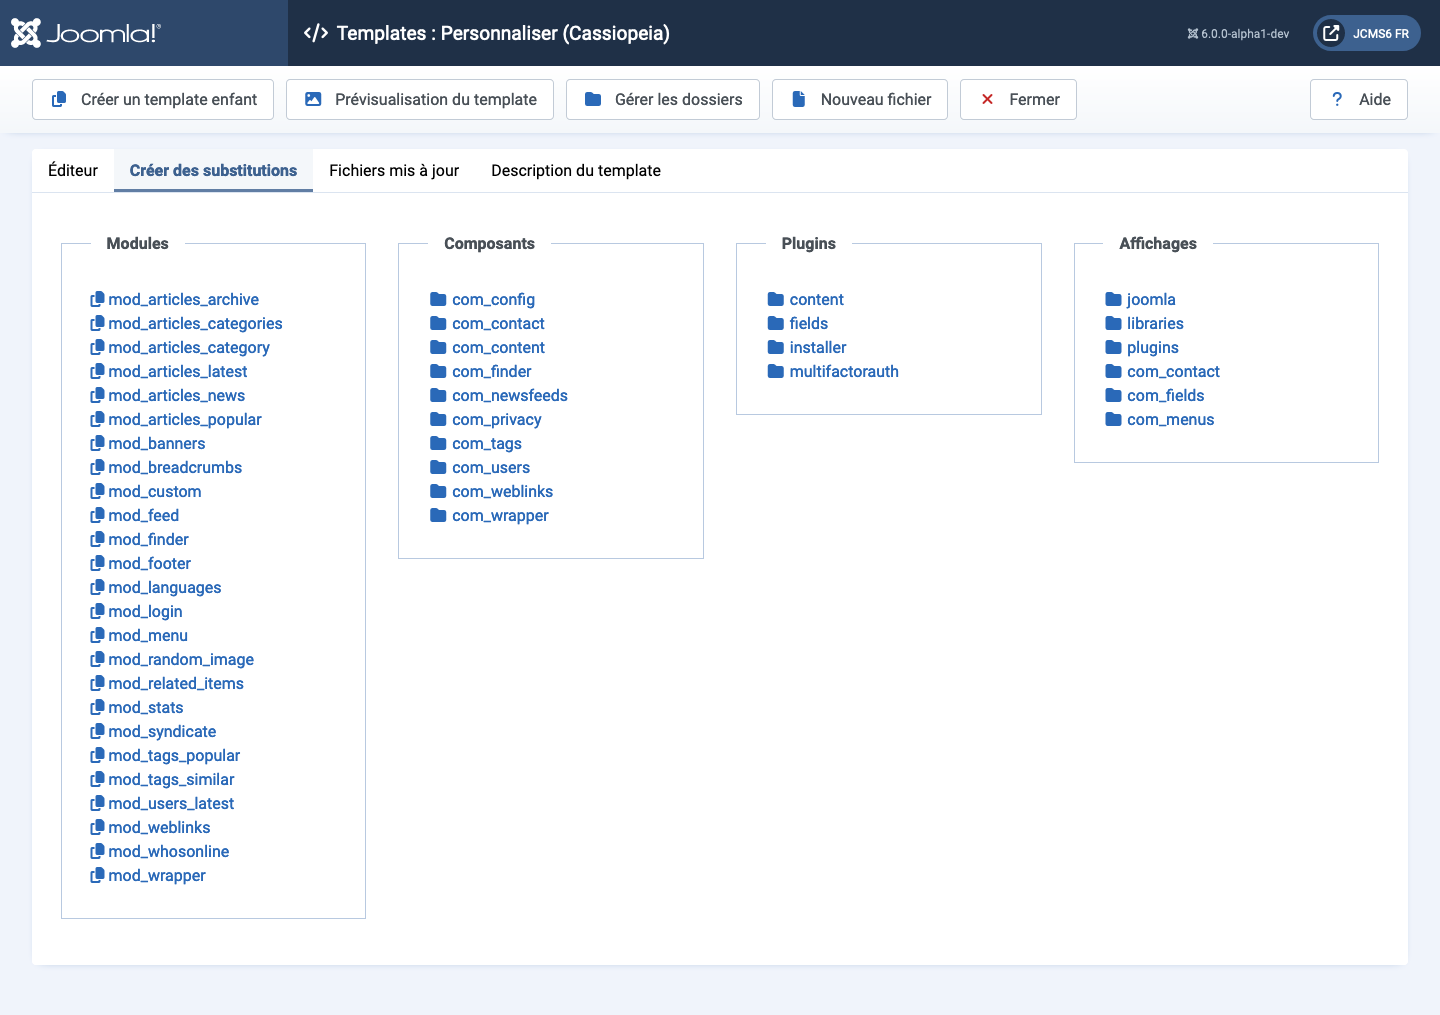 Joomla!®
Templates : Personnaliser (Cassiopeia)
6.0.0-alpha1-dev
JCMS6 FR
Créer un template enfant
Prévisualisation du template
Gérer les dossiers
Nouveau fichier
Fermer
? Aide
Éditeur
Créer des substitutions
Fichiers mis à jour
Description du template
Modules
mod_articles_archive
mod_articles_categories
mod_articles_category
mod_articles_latest
mod_articles_news
mod_articles_popular
mod_banners
mod_breadcrumbs
mod_custom
mod_feed
mod_finder
mod_footer
mod_languages
mod_login
mod_menu
mod_random_image
mod_related_items
mod_stats
mod_syndicate
mod_tags_popular
mod_tags_similar
mod_users_latest
mod_weblinks
mod_whosonline
mod_wrapper
Composants
com_config
com_contact
com_content
com_finder
com_newsfeeds
com_privacy
com_tags
com_users
com_weblinks
com_wrapper
Plugins
content
fields
installer
multifactorauth
Affichages
joomla
libraries
plugins
com_contact
com_fields
com_menus